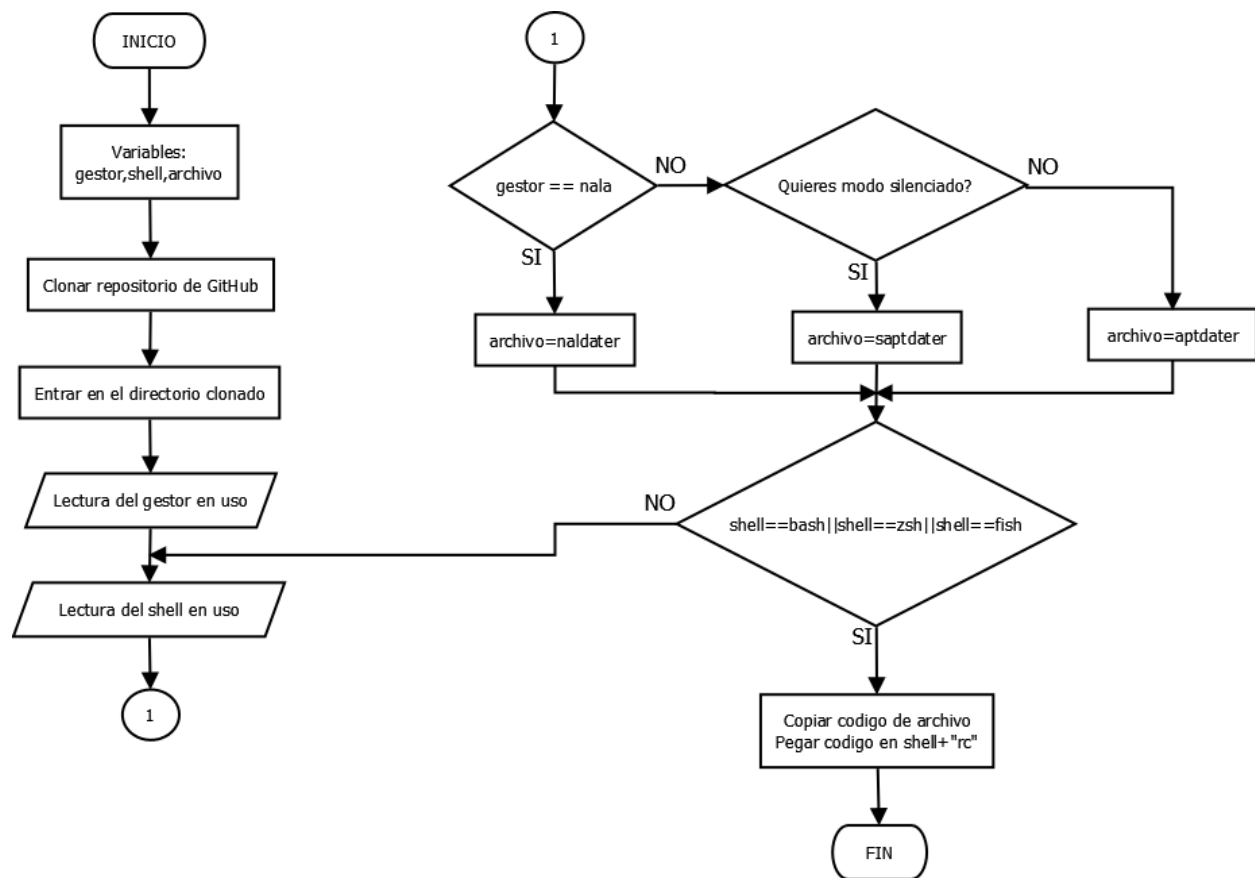 INICIO
Variables:
gestor,shell,archivo
Clonar repositorio de GitHub
Entrar en el directorio clonado
Lectura del gestor en uso
Lectura del shell en uso
1
1
gestor == nala
NO
SI
Quieres modo silenciado?
NO
SI
archivo=naldater
archivo=saptdater
archivo=aptdater
shell==bash||shell==zsh||shell==fish
NO
SI
Copiar codigo de archivo
Pegar codigo en shell+"rc"
FIN